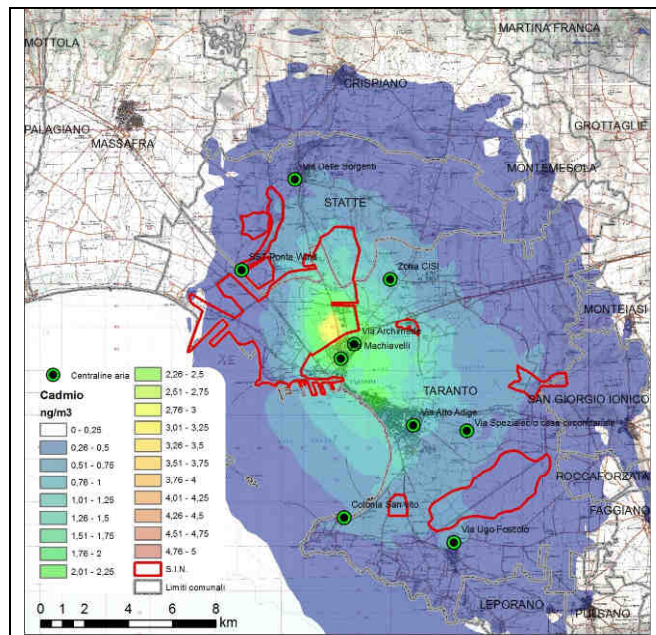 MARTINA FRANCA
MOTTOLA
CRISPIANO
PALAGIANO
MASSAFRA
GROTTAGLIE
MONTEMESOLA
STATTE
SS7 Ponte Wind
Zona CISI
MONTEIASI
Via Archimede
Machiavelli
TARANTO
SAN GIORGIO IONICO
Via Alto Adige
ROCCAFORZATA
FAGGIANO
Colonia San Vito
Via Ugo Foscolo
LEPORANO
PULSANO
Centraline aria
Cadmio
ng/m3
0 - 0,25
0,26 - 0,5
0,51 - 0,75
0,76 - 1
1,01 - 1,25
1,26 - 1,5
1,51 - 1,75
1,76 - 2
2,01 - 2,25
2,26 - 2,5
2,51 - 2,75
2,76 - 3
3,01 - 3,25
3,26 - 3,5
3,51 - 3,75
3,76 - 4
4,01 - 4,25
4,26 - 4,5
4,51 - 4,75
4,76 - 5
S.I.N.
Limiti comunali
0 2 4 6 8
km